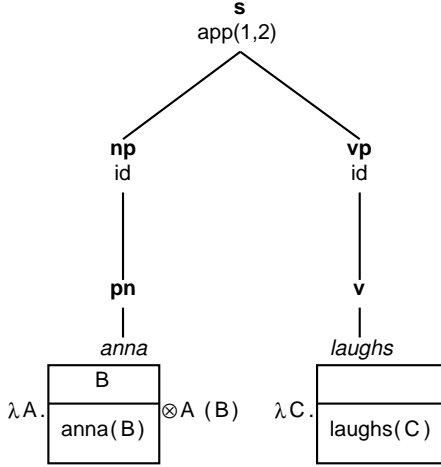 s
app(1,2)
np vp
id id
pn v
anna laughs
B
λA. ⊗A (B) λC.
anna(B) laughs(C)